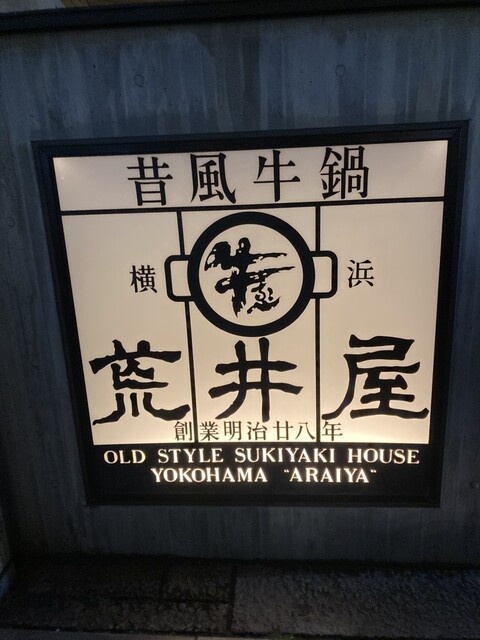 昔風牛鍋
横浜
荒井屋
創業明治廿八年
OLD STYLE SUKIYAKI HOUSE
YOKOHAMA "ARAIYA"